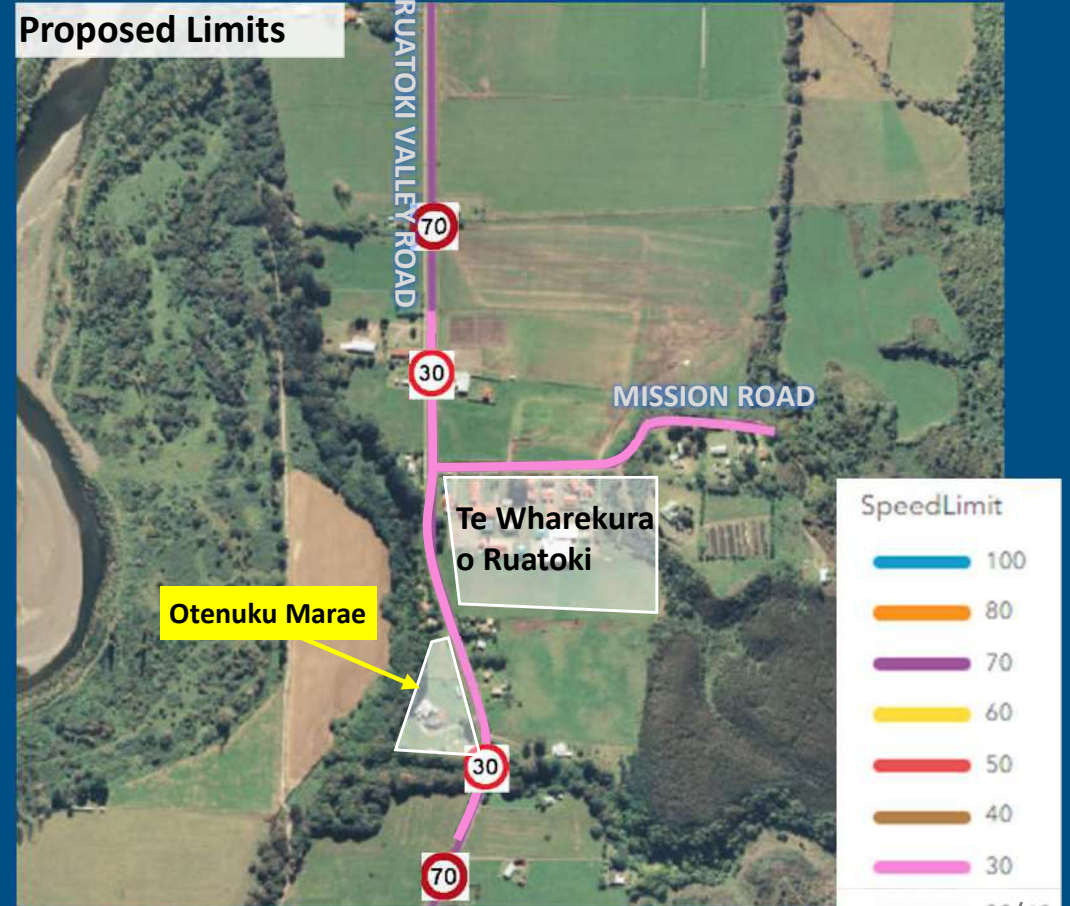 Proposed Limits
RUATOKI VALLEY ROAD
70
30
MISSION ROAD
Te Wharekura
o Ruatoki
Otenuku Marae
30
70
SpeedLimit
100
80
70
60
50
40
30